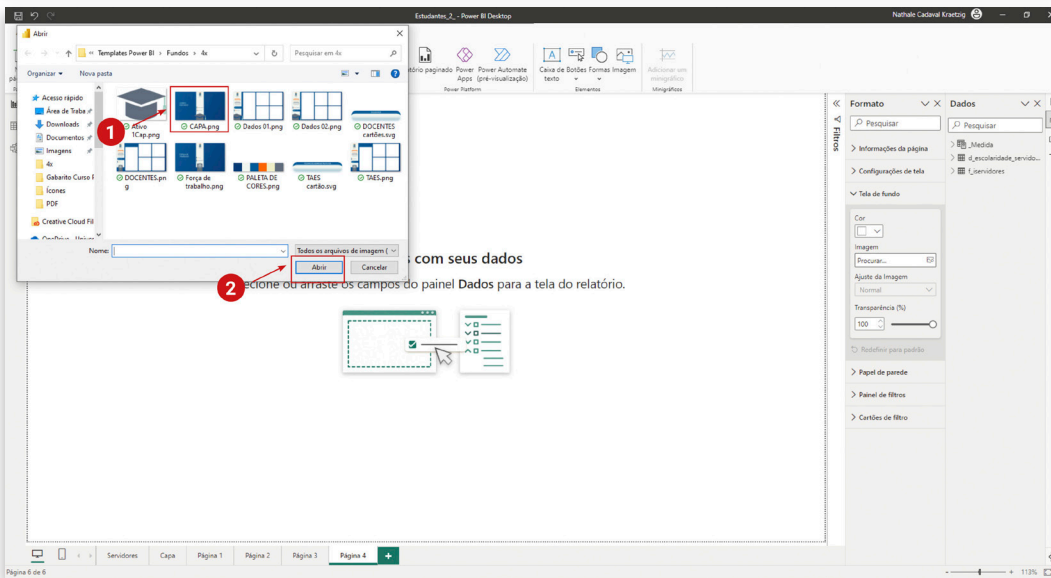 Estudantes_2_ - Power BI Desktop
Nathale Cadaval Kraetzig
Abrir
Templates Power BI › Fundos › 4x
Pesquisar em 4x
Organizar
Nova pasta
Acesso rápido
Área de Traba
Downloads
Documentos
Imagens
4x
Gabarito Curso F
Ícones
PDF
Creative Cloud Fil
Ativo
1Cap.png
CAPA.png
Dados 01.png
Dados 02.png
DOCENTES
cartões.svg
DOCENTES.pn
g
Força de
trabalho.png
PALETA DE
CORES.png
TAES
cartão.svg
TAES.png
1
Nome:
Todos os arquivos de imagem (
Abrir
Cancelar
2
tório paginado
Power
Apps
Power Automate
(pré-visualização)
Power Platform
Caixa de
texto
Botões
Formas
Imagem
Elementos
Adicionar um
minigráfico
Minigráficos
com seus dados
ecione ou arraste os campos do painel Dados para a tela do relatório.
Filtros
Formato
Pesquisar
Informações da página
Configurações de tela
Tela de fundo
Cor
Imagem
Procurar...
Ajuste da Imagem
Normal
Transparência (%)
100
Redefinir para padrão
Papel de parede
Painel de filtros
Cartões de filtro
Dados
Pesquisar
_Medida
d_escolaridade_servido...
f_iservidores
Servidores
Capa
Página 1
Página 2
Página 3
Página 4
Página 6 de 6
113%